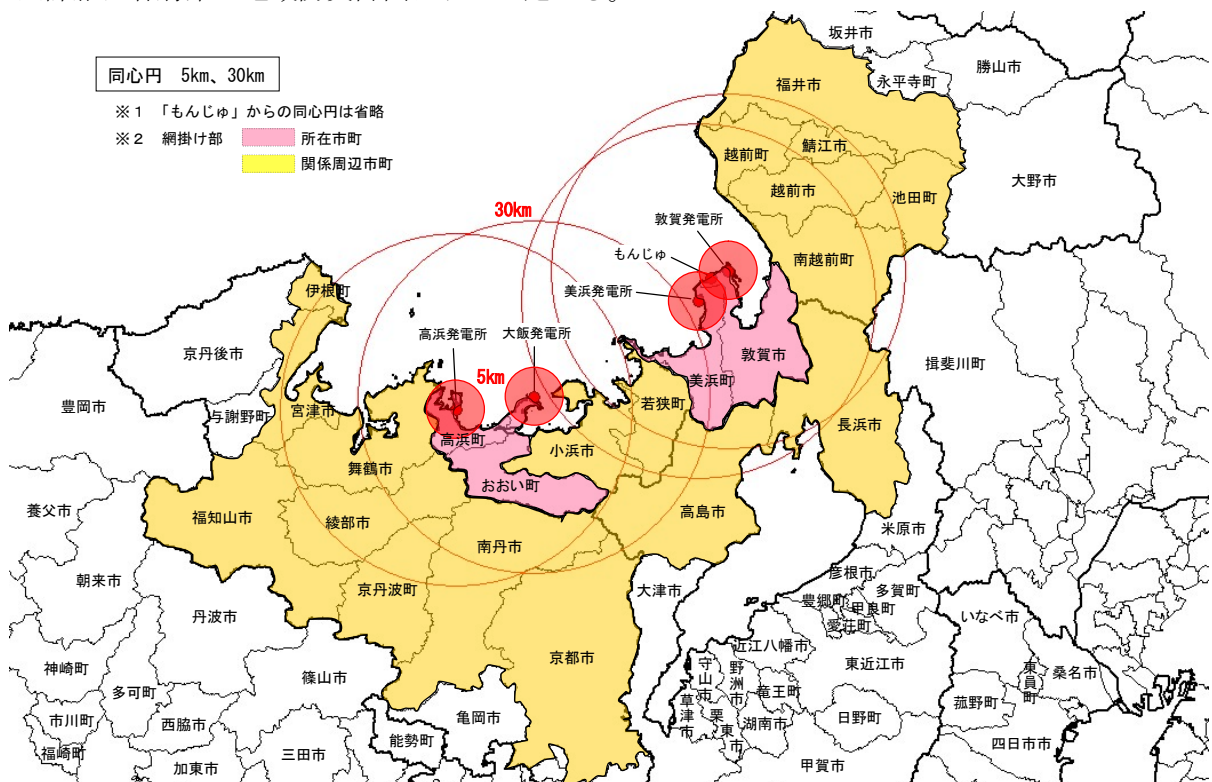 同心円 5km、30km
※１ 「もんじゅ」からの同心円は省略
※２ 網掛け部
所在市町
関係周辺市町
坂井市
勝山市
永平寺町
福井市
鯖江市
越前町
越前市
池田町
大野市
30km
敦賀発電所
もんじゅ
南越前町
美浜発電所
伊根町
高浜発電所
大飯発電所
京丹後市
敦賀市
揖斐川町
5km
美浜町
豊岡市
与謝野町
宮津市
若狭町
長浜市
高浜町
小浜市
舞鶴市
おおい町
養父市
福知山市
綾部市
高島市
米原市
南丹市
朝来市
京丹波町
大津市
彦根市
多賀町
豊郷町
甲良町
丹波市
愛荘町
いなべ市
近江八幡市
京都市
守山市
野洲市
東近江市
神崎町
篠山市
東員町
桑名市
多可町
竜王町
草津市
栗東市
菰野町
市川町
西脇市
亀岡市
湖南市
日野町
能勢町
四日市市
福崎町
三田市
加東市
甲賀市